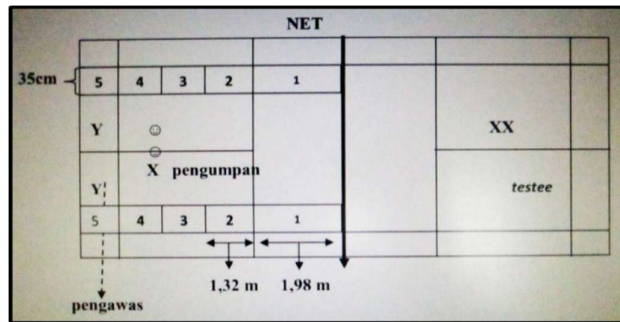 NET
35cm 5 4 3 2 1
Y XX
X pengumpan
Y testee
5 4 3 2 1
1,32 m 1,98 m
pengawas